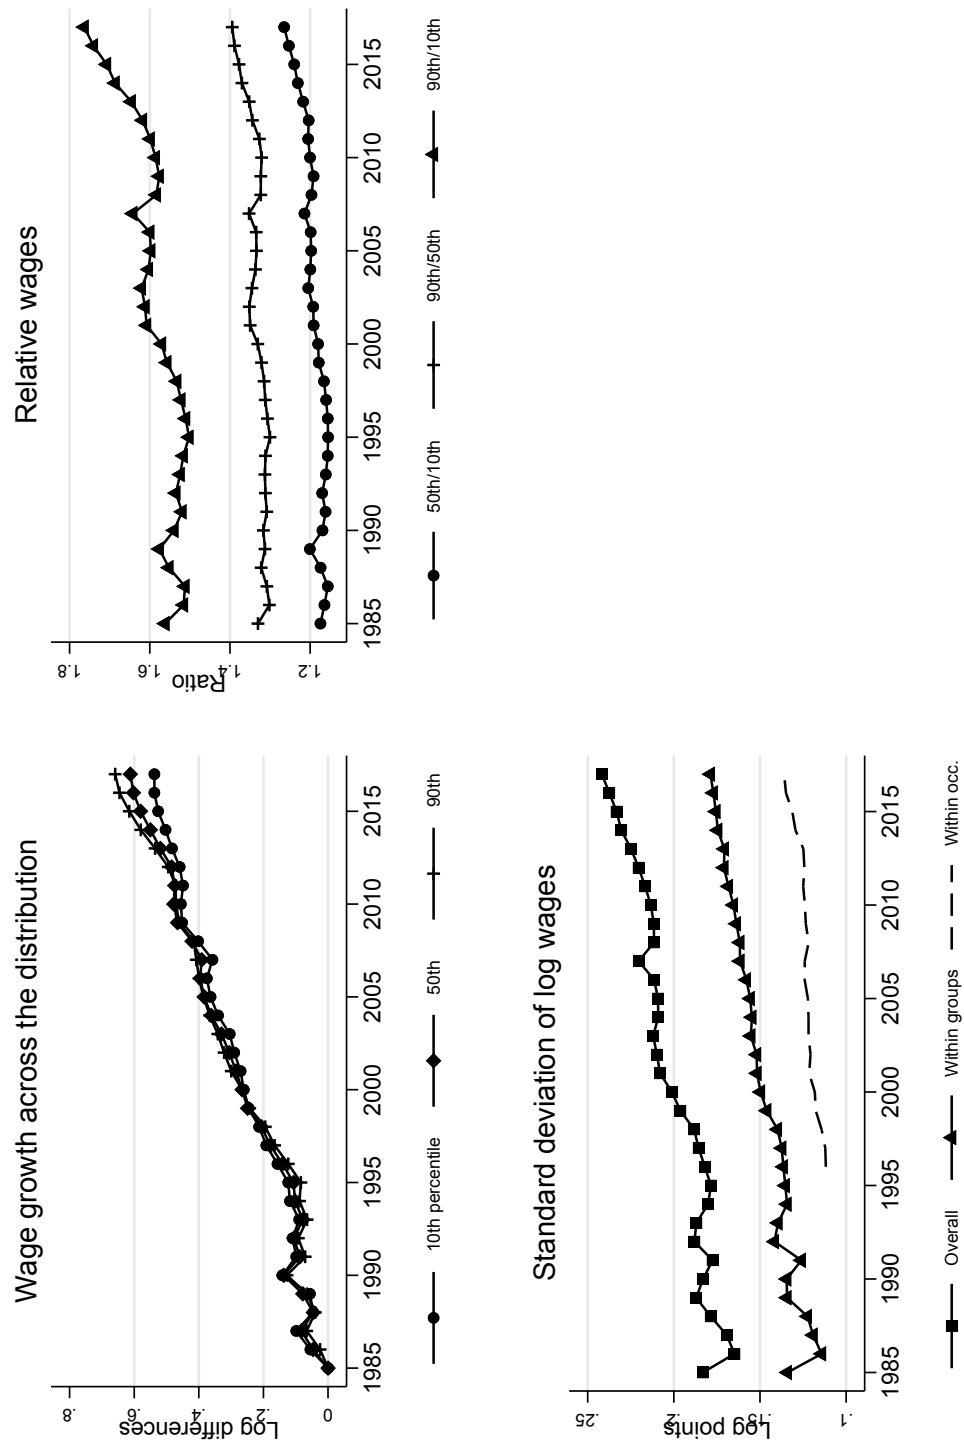 Wage growth across the distribution
Log differences
0 .2 .4 .6 .8
1985 1990 1995 2000 2005 2010 2015
10th percentile 50th 90th
Relative wages
Ratio
1.2 1.4 1.6 1.8
1985 1990 1995 2000 2005 2010 2015
50th/10th 90th/50th 90th/10th
Standard deviation of log wages
Log points
.1 .15 .2 .25
1985 1990 1995 2000 2005 2010 2015
Overall Within groups Within occ.